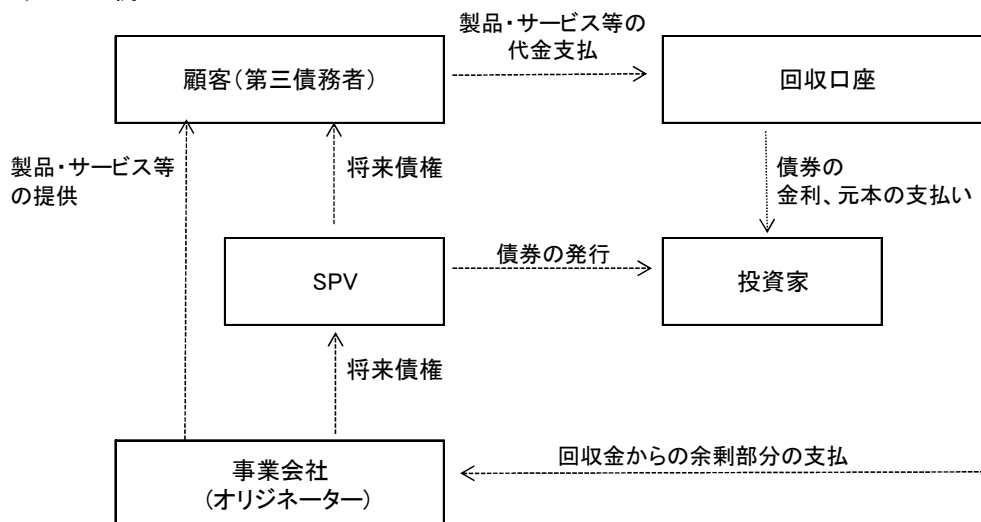 製品・サービス等の
代金支払
顧客(第三債務者)
回収口座
製品・サービス等
の提供
将来債権
債券の
金利、元本の支払い
SPV
債券の発行
投資家
将来債権
事業会社
(オリジネーター)
回収金からの余剰部分の支払